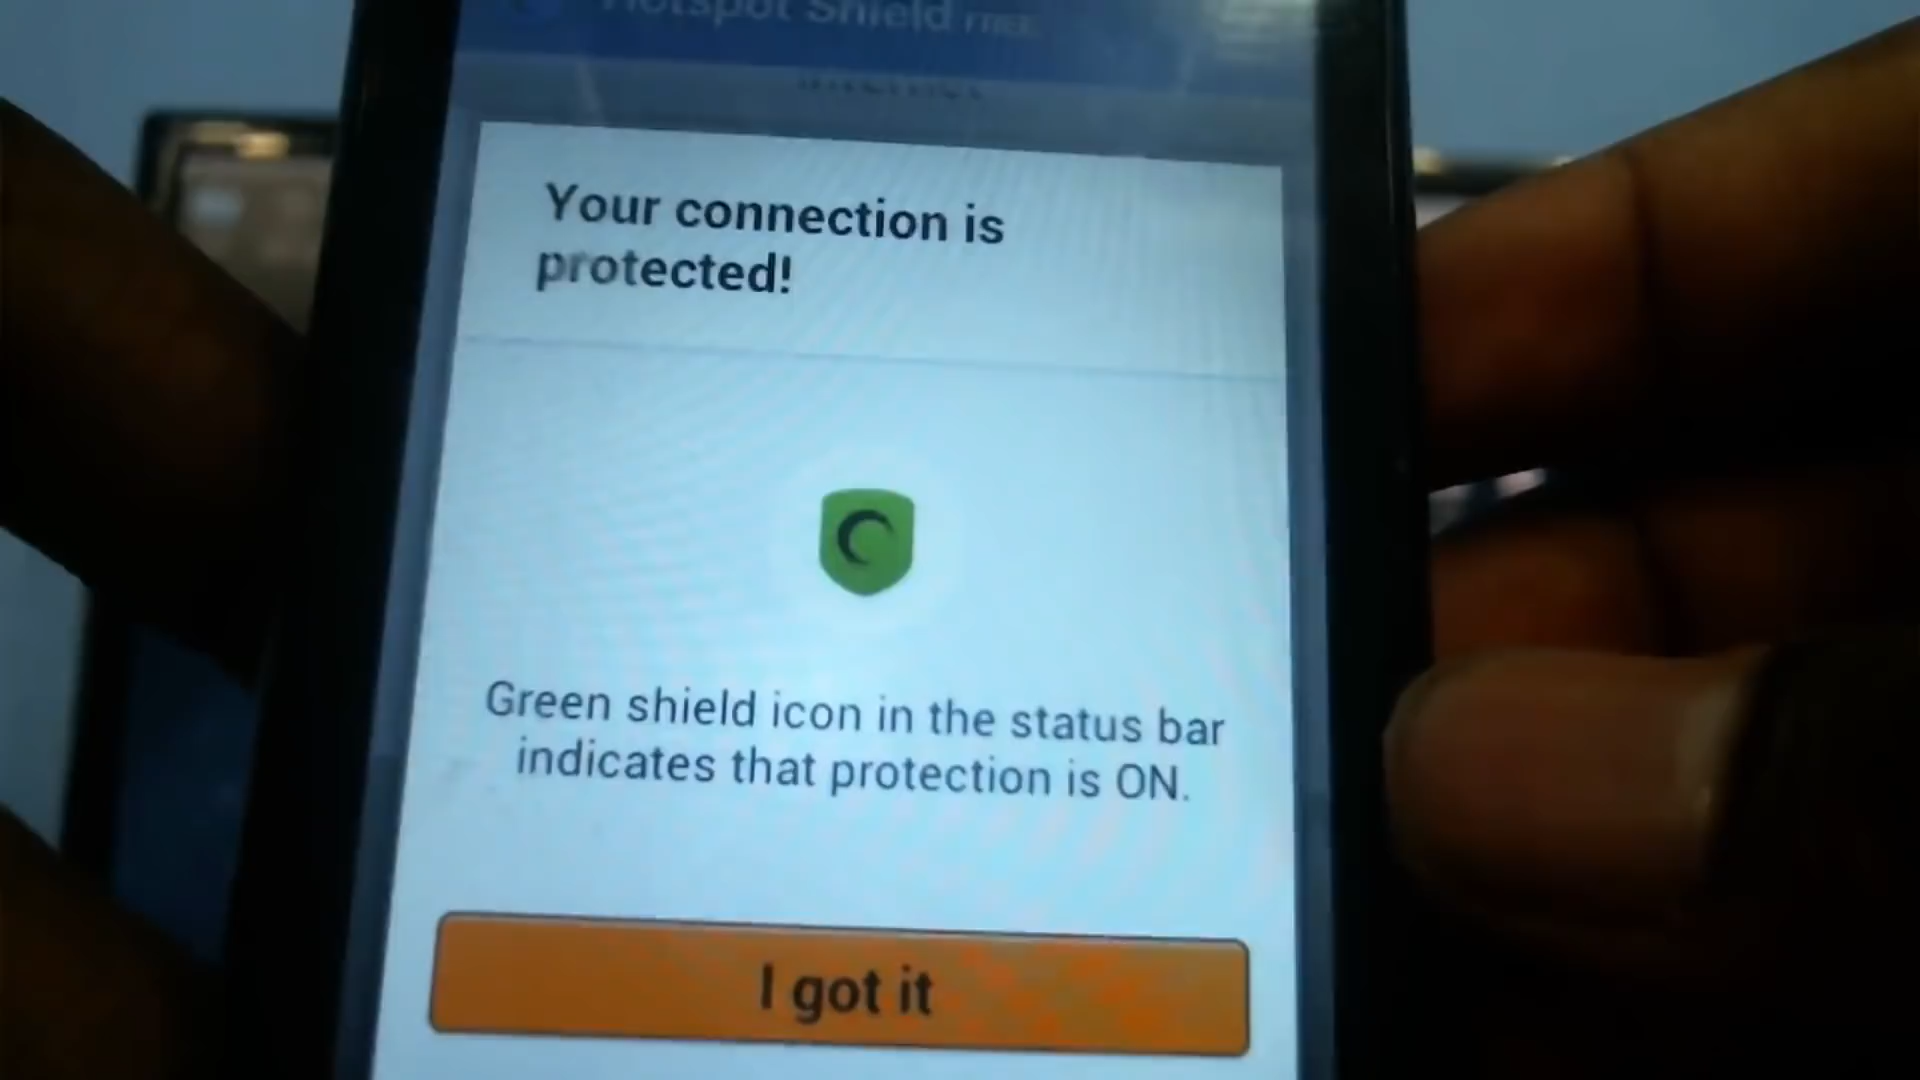 Hotspot Shield FREE
Your connection is
protected!
Green shield icon in the status bar
indicates that protection is ON.
I got it